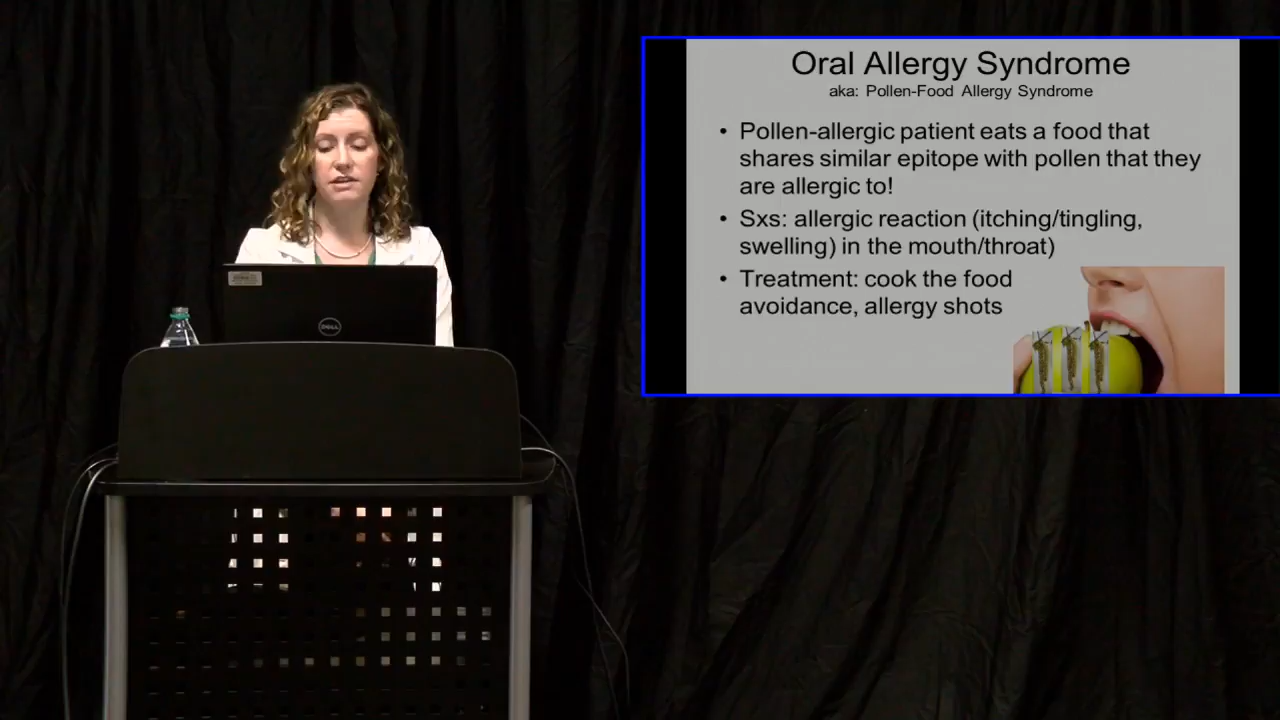 Oral Allergy Syndrome
aka: Pollen-Food Allergy Syndrome
• Pollen-allergic patient eats a food that
shares similar epitope with pollen that they
are allergic to!
• Sxs: allergic reaction (itching/tingling,
swelling) in the mouth/throat)
• Treatment: cook the food
avoidance, allergy shots
DELL